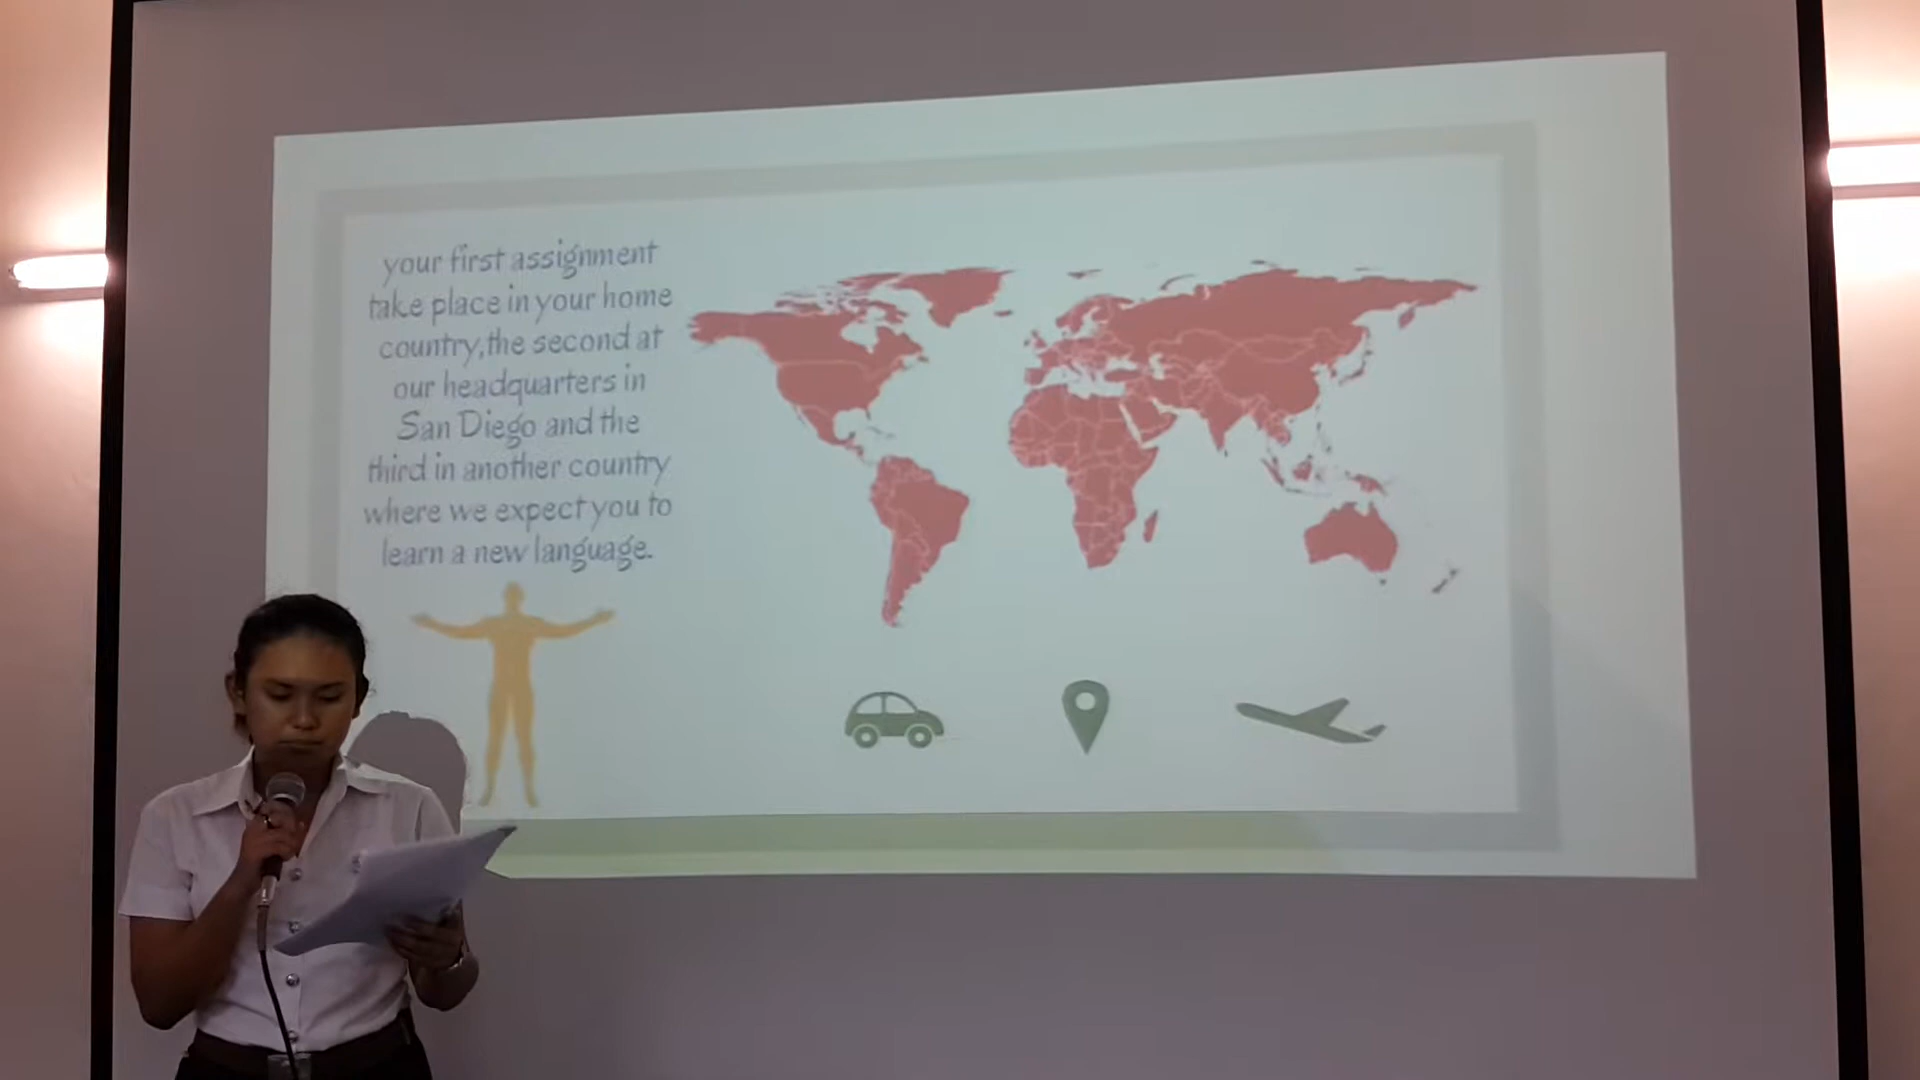 your first assignment
take place in your home
country, the second at
our headquarters in
San Diego and the
third in another country
where we expect you to
learn a new language.